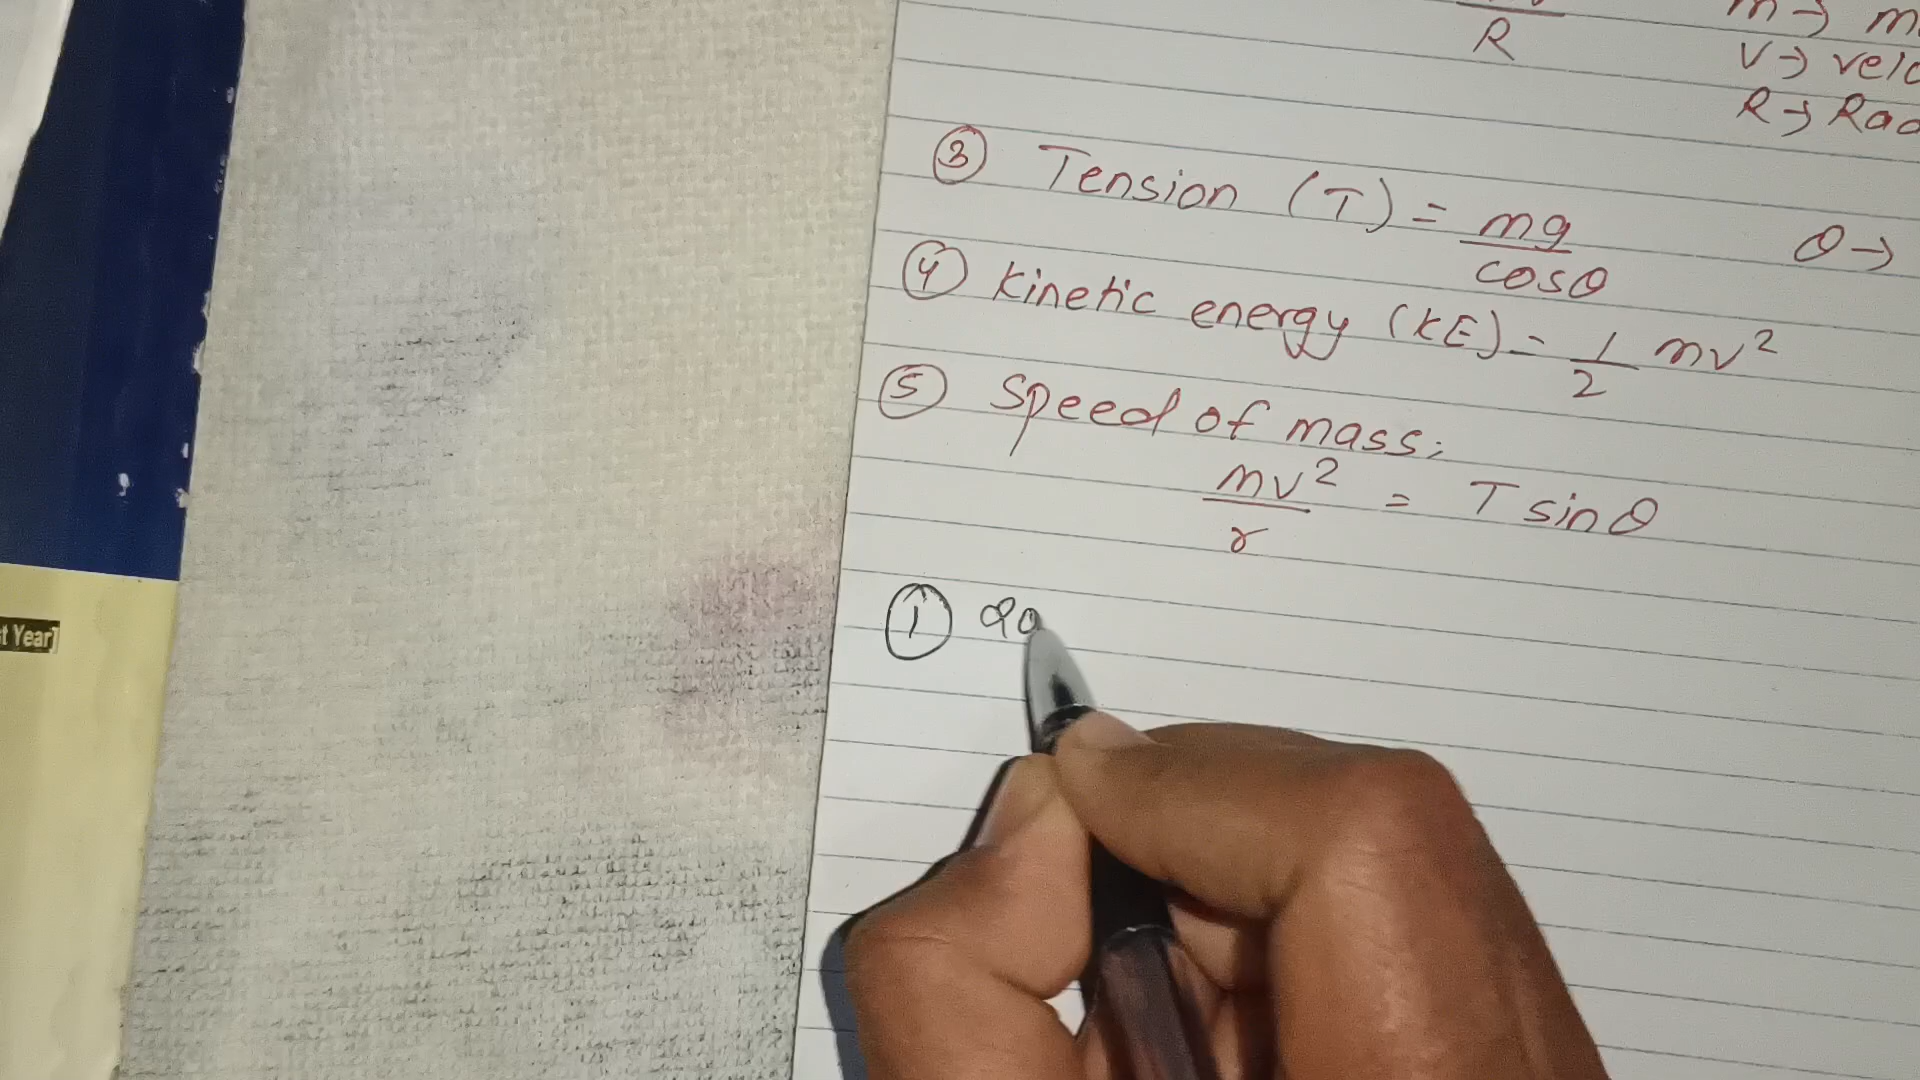 R
m → m
V → velo
R → Rad
③ Tension (T) = mg / cosθ
θ →
④ Kinetic energy (KE) = 1/2 mv²
⑤ Speed of mass;
mv² / r = T sinθ
①
t Year]